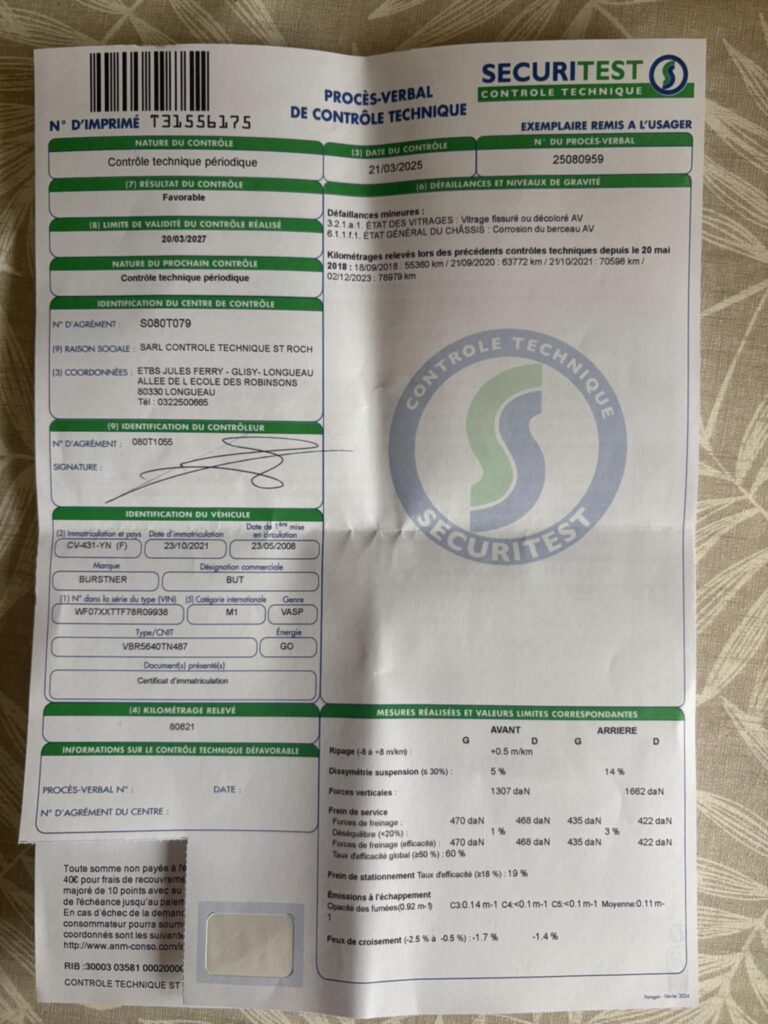 N° D'IMPRIMÉ T31556175
PROCÈS-VERBAL
DE CONTRÔLE TECHNIQUE
SECURITEST
CONTROLE TECHNIQUE
EXEMPLAIRE REMIS A L'USAGER
NATURE DU CONTRÔLE
Contrôle technique périodique
(3) DATE DU CONTRÔLE
21/03/2025
N° DU PROCÈS-VERBAL
25080959
(7) RÉSULTAT DU CONTRÔLE
Favorable
(8) LIMITE DE VALIDITÉ DU CONTRÔLE RÉALISÉ
20/03/2027
NATURE DU PROCHAIN CONTRÔLE
Contrôle technique périodique
IDENTIFICATION DU CENTRE DE CONTRÔLE
N° D'AGRÉMENT : S080T079
(9) RAISON SOCIALE : SARL CONTROLE TECHNIQUE ST ROCH
(3) COORDONNÉES : ETBS JULES FERRY - GLISY- LONGUEAU
ALLEE DE L ECOLE DES ROBINSONS
80330 LONGUEAU
Tél : 0322500665
(9) IDENTIFICATION DU CONTRÔLEUR
N° D'AGRÉMENT : 080T1055
SIGNATURE :
IDENTIFICATION DU VÉHICULE
(2) Immatriculation et pays Date d'immatriculation Date de 1ère mise en circulation
CV-431-YN (F) 23/10/2021 23/05/2008
Marque Désignation commerciale
BURSTNER BUT
(1) N° dans la série du type (VIN) (5) Catégorie internationale Genre
WF07XXTTF78R09938 M1 VASP
Type/CNIT Énergie
VBR5640TN487 GO
Document(s) présenté(s)
Certificat d'immatriculation
(4) KILOMÉTRAGE RELEVÉ
80821
INFORMATIONS SUR LE CONTRÔLE TECHNIQUE DÉFAVORABLE
PROCÈS-VERBAL N° : DATE :
N° D'AGRÉMENT DU CENTRE :
(6) DÉFAILLANCES ET NIVEAUX DE GRAVITÉ
Défaillances mineures :
3.2.1.a.1. ÉTAT DES VITRAGES : Vitrage fissuré ou décoloré AV
6.1.1.f.1. ÉTAT GÉNÉRAL DU CHÂSSIS : Corrosion du berceau AV
Kilométrages relevés lors des précédents contrôles techniques depuis le 20 mai
2018 : 18/09/2018 : 55360 km / 21/09/2020 : 63772 km / 21/10/2021 : 70598 km /
02/12/2023 : 78979 km
CONTROLE TECHNIQUE
SECURITEST
MESURES RÉALISÉES ET VALEURS LIMITES CORRESPONDANTES
AVANT ARRIERE
G D G D
Ripage (-8 à +8 m/km) : +0.5 m/km
Dissymétrie suspension (≤ 30%) : 5 % 14 %
Forces verticales : 1307 daN 1662 daN
Frein de service
Forces de freinage : 470 daN 468 daN 435 daN 422 daN
Déséquilibre (<20%) : 1 % 3 %
Forces de freinage (efficacité) : 470 daN 468 daN 435 daN 422 daN
Taux d'efficacité global (≥50 %) : 60 %
Frein de stationnement Taux d'efficacité (≥18 %) : 19 %
Émissions à l'échappement
Opacité des fumées(0.92 m-1) C3:0.14 m-1 C4:<0.1 m-1 C5:<0.1 m-1 Moyenne:0.11 m-
1
Feux de croisement (-2.5 % à -0.5 %) : -1.7 % -1.4 %
Toute somme non payée à
40€ pour frais de recouvreme
majoré de 10 points avec au
de l'échéance jusqu'au paiem
En cas d'échec de la deman
consommateur pourra soum
coordonnés sont les suivante
http://www.anm-conso.com/
RIB :30003 03581 0002000
CONTROLE TECHNIQUE ST
Paragon - Février 2024